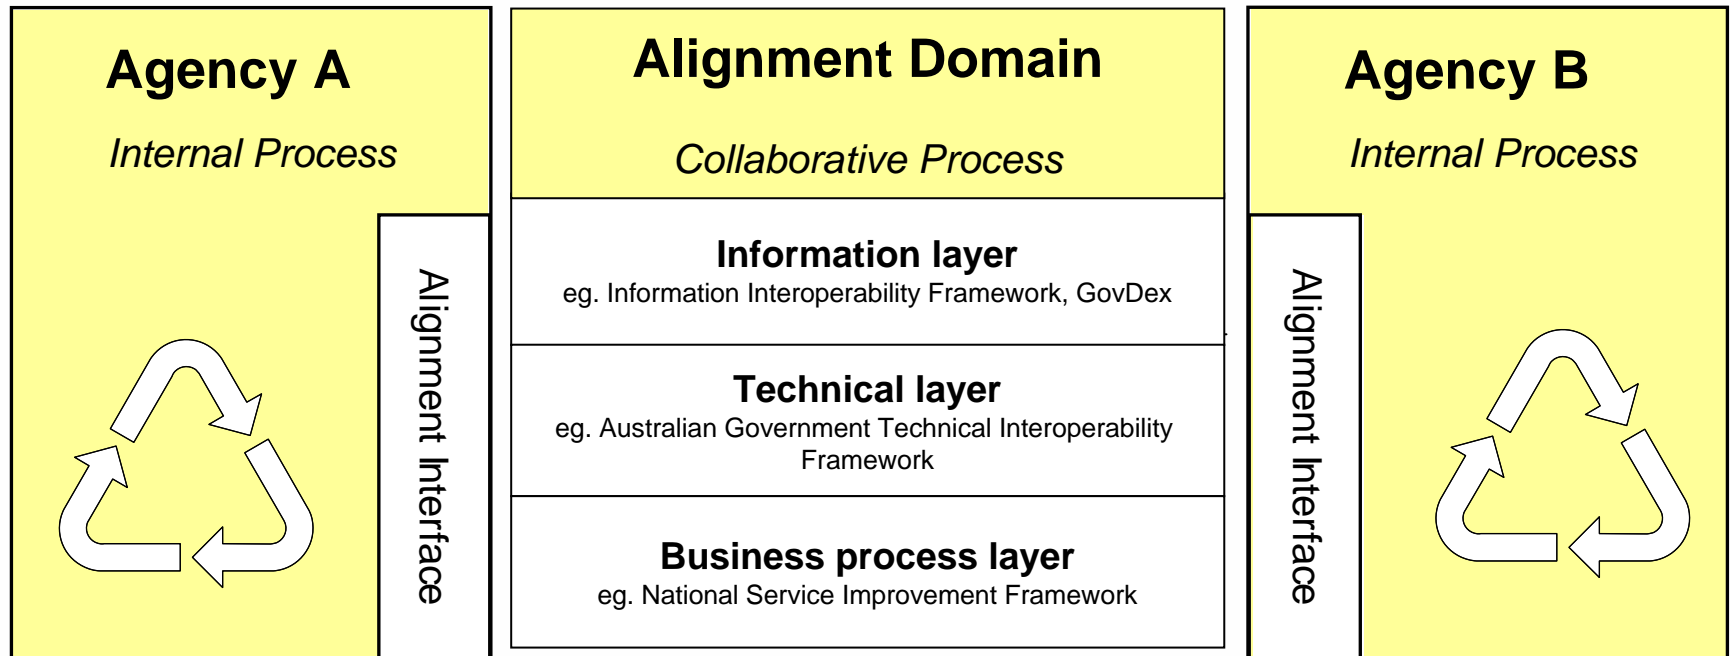 Agency A
Internal Process
Alignment Interface
Alignment Domain
Collaborative Process
Information layer
eg. Information Interoperability Framework, GovDex
Technical layer
eg. Australian Government Technical Interoperability
Framework
Business process layer
eg. National Service Improvement Framework
Agency B
Internal Process
Alignment Interface